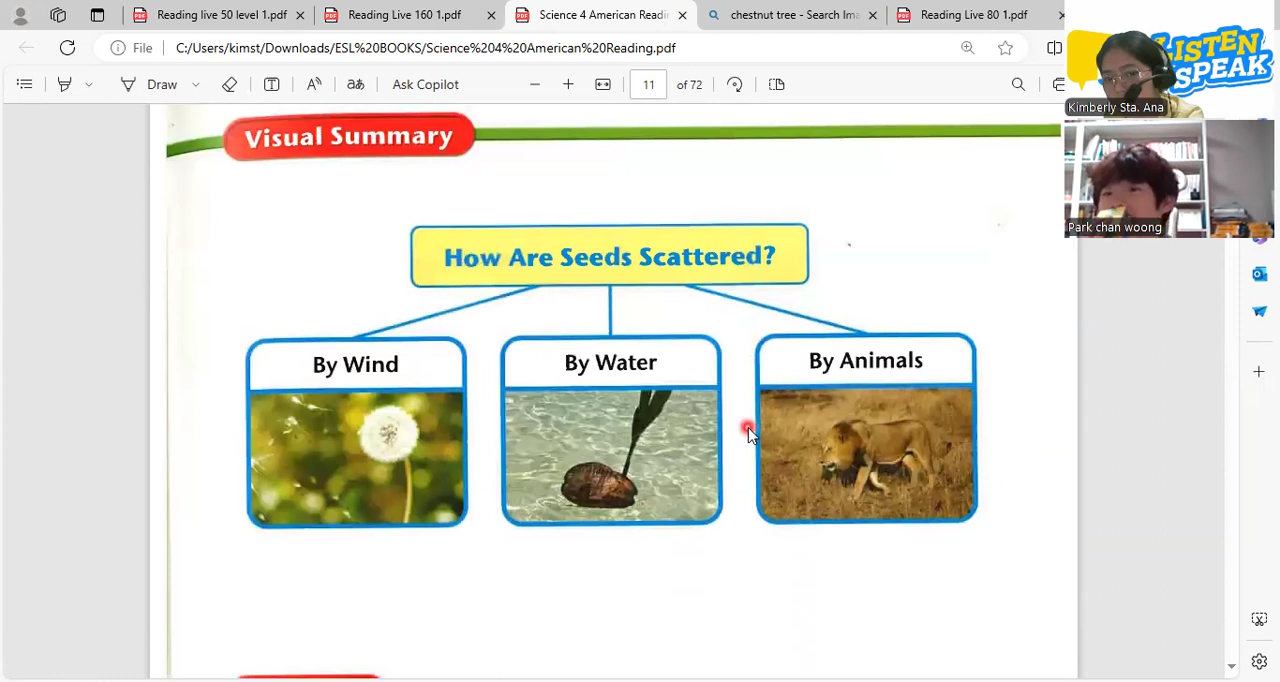 Reading live 50 level 1.pdf
Reading Live 160 1.pdf
Science 4 American Readi
chestnut tree - Search Ima
Reading Live 80 1.pdf
File
C:/Users/kimst/Downloads/ESL%20BOOKS/Science%204%20American%20Reading.pdf
Draw
aあ
Ask Copilot
11
of 72
LISTEN
SPEAK
Kimberly Sta. Ana
Park chan woong
Visual Summary
How Are Seeds Scattered?
By Wind
By Water
By Animals